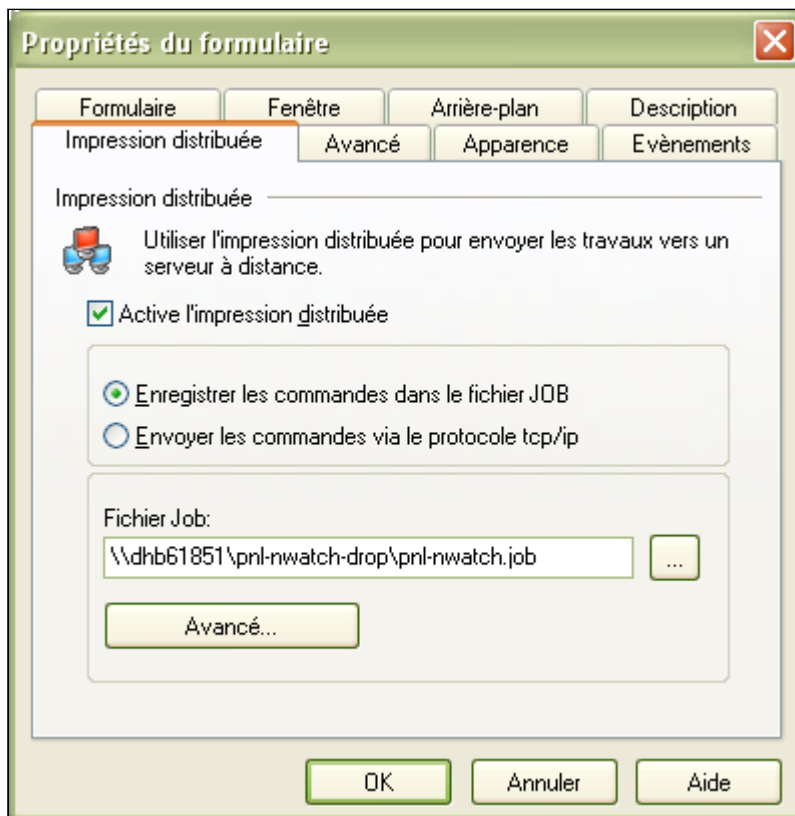 Propriétés du formulaire
Formulaire
Fenêtre
Arrière-plan
Description
Impression distribuée
Avancé
Apparence
Evènements
Impression distribuée
Utiliser l'impression distribuée pour envoyer les travaux vers un
serveur à distance.
Active l'impression distribuée
Enregistrer les commandes dans le fichier JOB
Envoyer les commandes via le protocole tcp/ip
Fichier Job:
\\dhb61851\pnl-nwatch-drop\pnl-nwatch.job
...
Avancé...
OK
Annuler
Aide